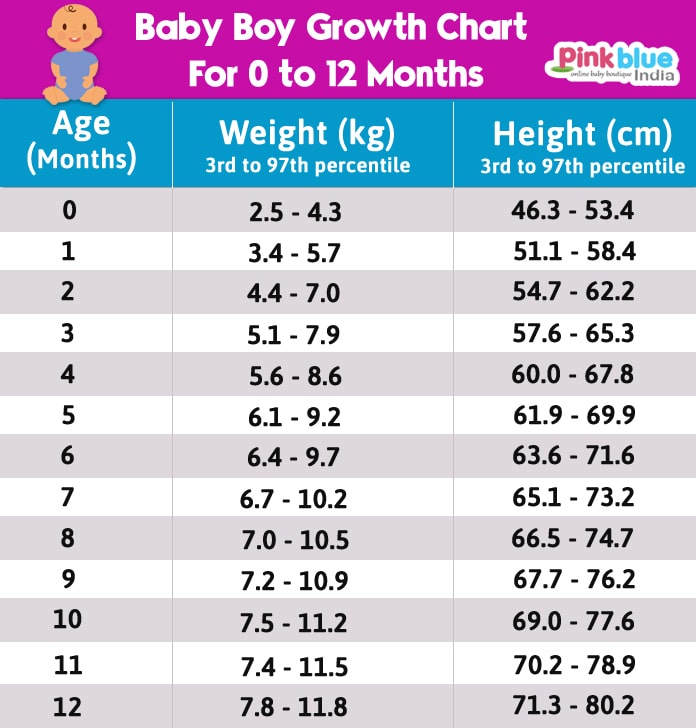 Baby Boy Growth Chart
For 0 to 12 Months
Pinkblue
online baby boutique India
Age (Months) Weight (kg) 3rd to 97th percentile Height (cm) 3rd to 97th percentile
0 2.5 - 4.3 46.3 - 53.4
1 3.4 - 5.7 51.1 - 58.4
2 4.4 - 7.0 54.7 - 62.2
3 5.1 - 7.9 57.6 - 65.3
4 5.6 - 8.6 60.0 - 67.8
5 6.1 - 9.2 61.9 - 69.9
6 6.4 - 9.7 63.6 - 71.6
7 6.7 - 10.2 65.1 - 73.2
8 7.0 - 10.5 66.5 - 74.7
9 7.2 - 10.9 67.7 - 76.2
10 7.5 - 11.2 69.0 - 77.6
11 7.4 - 11.5 70.2 - 78.9
12 7.8 - 11.8 71.3 - 80.2